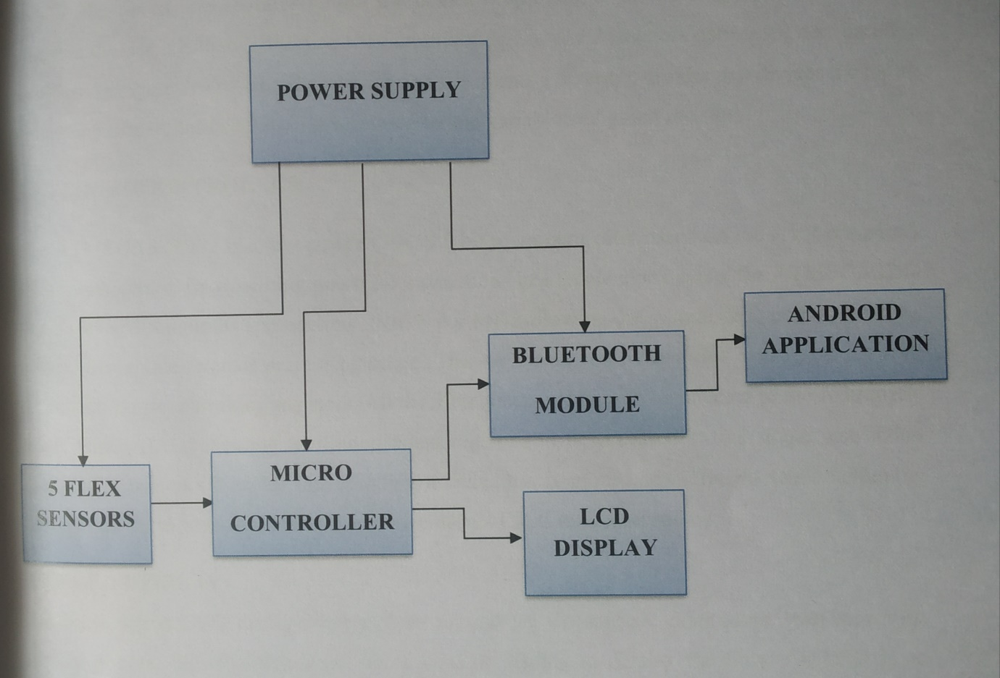 POWER SUPPLY
ANDROID
APPLICATION
BLUETOOTH
MODULE
5 FLEX
SENSORS
MICRO
CONTROLLER
LCD
DISPLAY